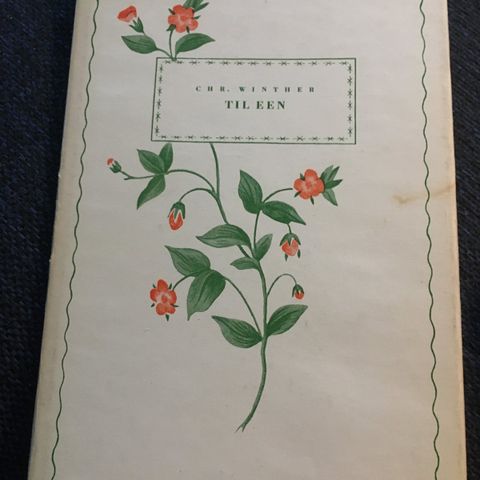 CHR. WINTHER
TIL EEN